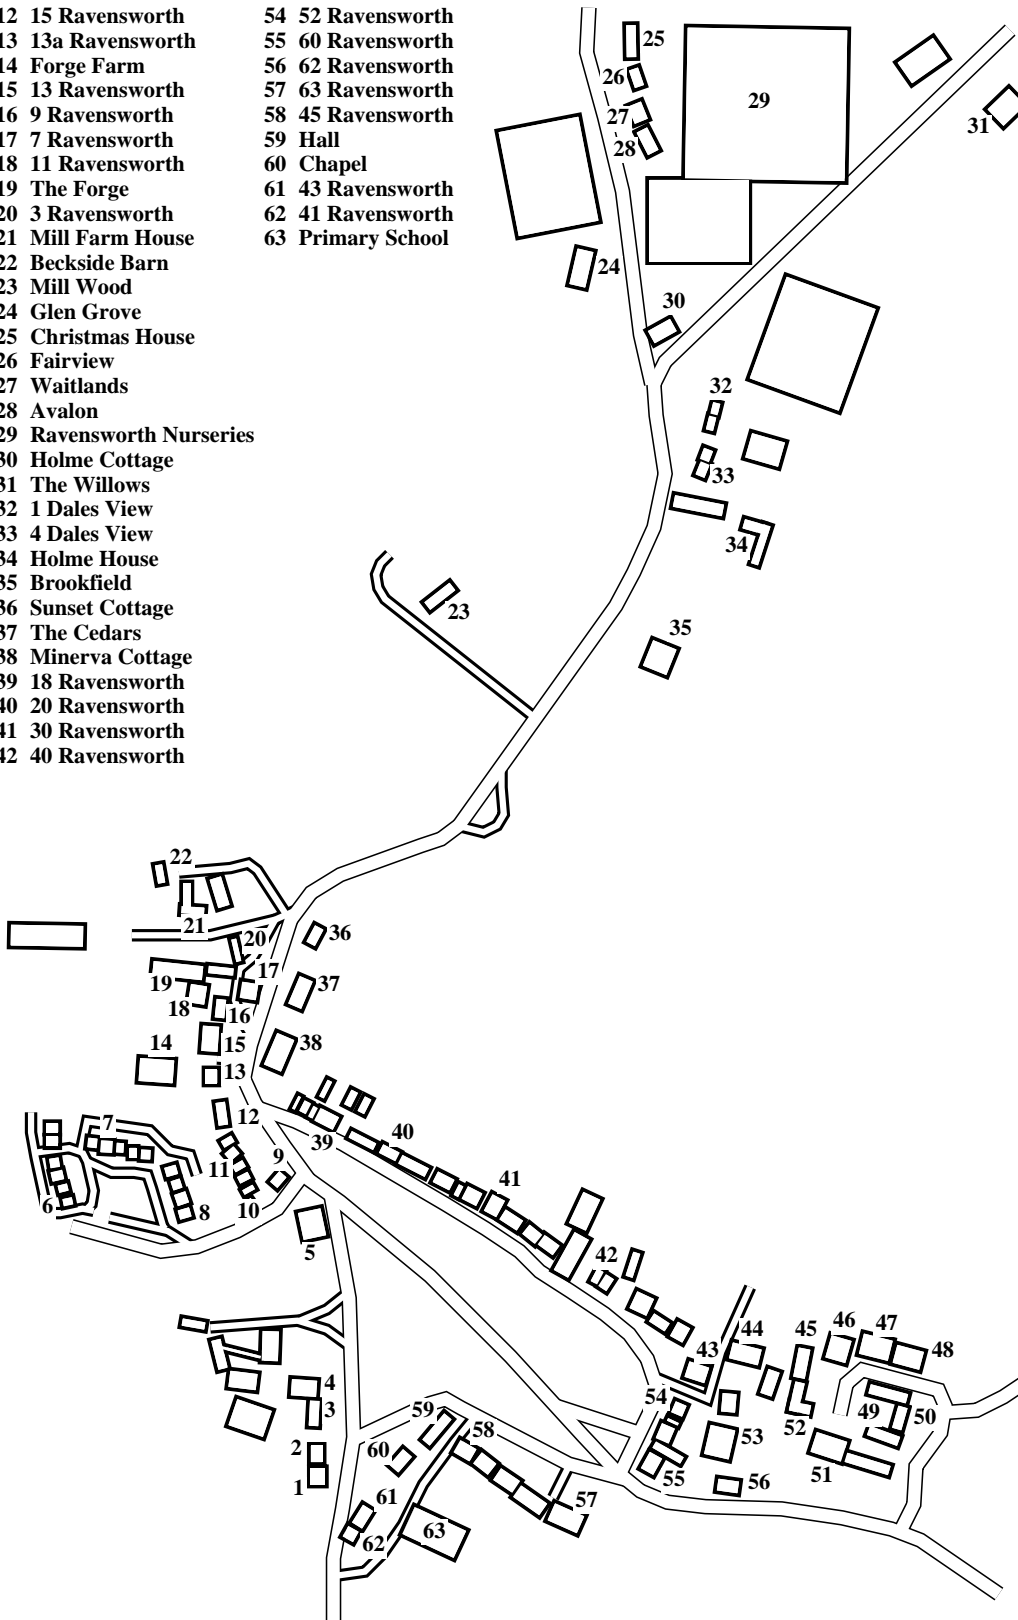 12 15 Ravensworth
13 13a Ravensworth
14 Forge Farm
15 13 Ravensworth
16 9 Ravensworth
17 7 Ravensworth
18 11 Ravensworth
19 The Forge
20 3 Ravensworth
21 Mill Farm House
22 Beckside Barn
23 Mill Wood
24 Glen Grove
25 Christmas House
26 Fairview
27 Waitlands
28 Avalon
29 Ravensworth Nurseries
30 Holme Cottage
31 The Willows
32 1 Dales View
33 4 Dales View
34 Holme House
35 Brookfield
36 Sunset Cottage
37 The Cedars
38 Minerva Cottage
39 18 Ravensworth
40 20 Ravensworth
41 30 Ravensworth
42 40 Ravensworth
54 52 Ravensworth
55 60 Ravensworth
56 62 Ravensworth
57 63 Ravensworth
58 45 Ravensworth
59 Hall
60 Chapel
61 43 Ravensworth
62 41 Ravensworth
63 Primary School
25
26
29
27
31
28
24
30
32
33
34
23
35
22
21
20
36
19
17
37
18
16
14
15
38
13
7
12
39
40
9
11
41
6
8
10
5
42
4
3
43
44
45
46
47
48
54
59
58
49
50
52
53
2
60
55
51
1
56
61
57
63
62